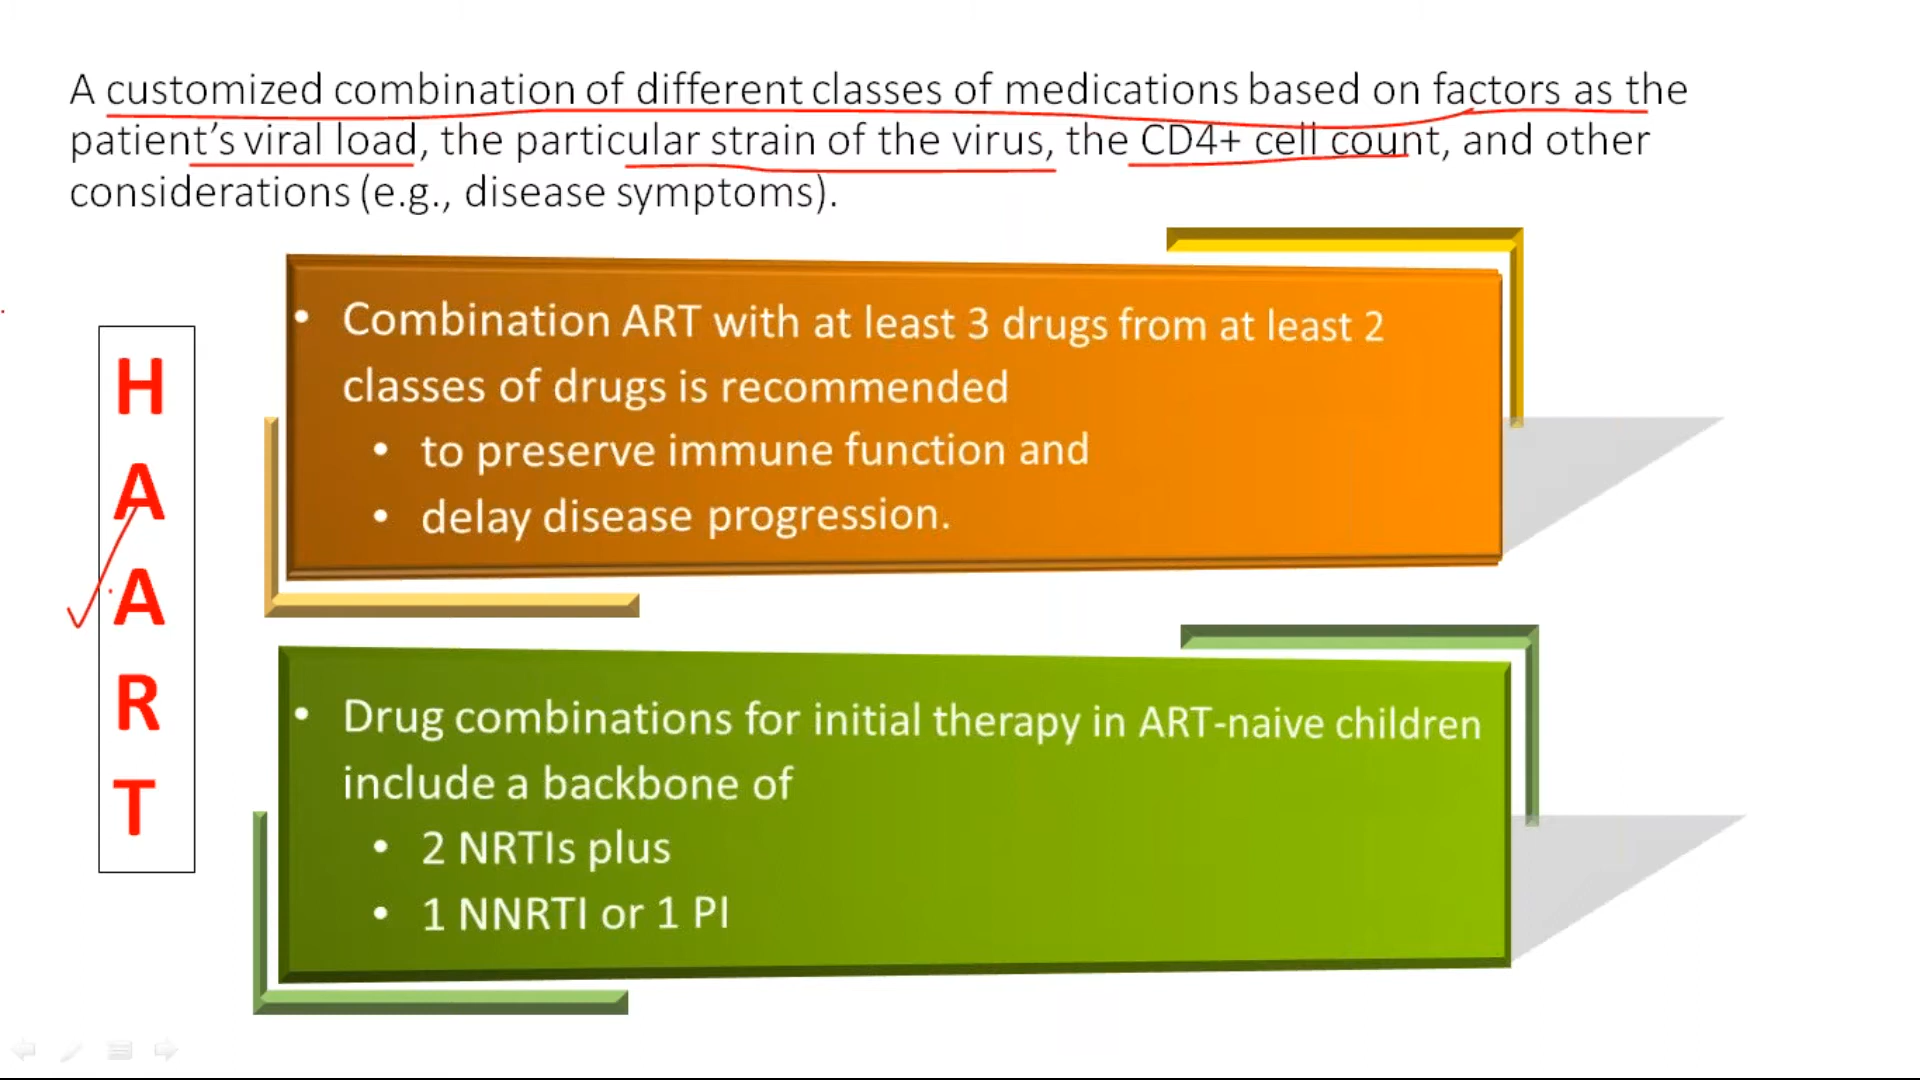 A customized combination of different classes of medications based on factors as the
patient’s viral load, the particular strain of the virus, the CD4+ cell count, and other
considerations (e.g., disease symptoms).
H
A
A
R
T
• Combination ART with at least 3 drugs from at least 2
classes of drugs is recommended
• to preserve immune function and
• delay disease progression.
• Drug combinations for initial therapy in ART-naive children
include a backbone of
• 2 NRTIs plus
• 1 NNRTI or 1 PI